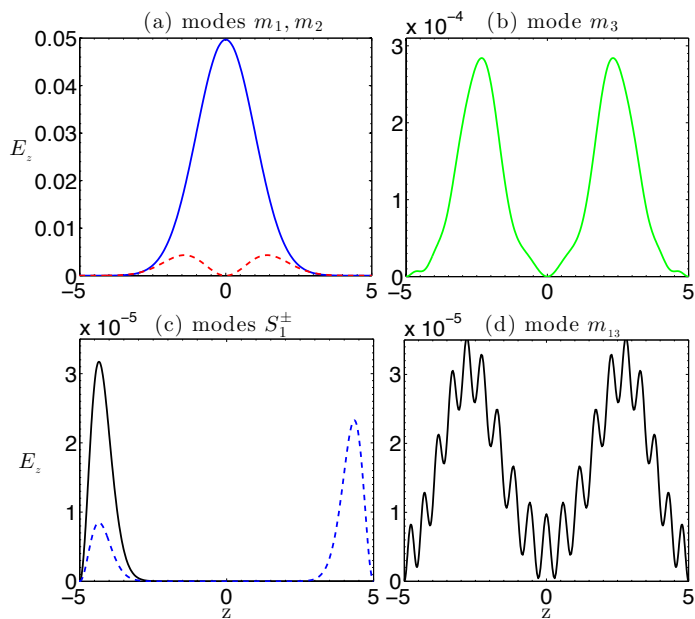 (a) modes m₁, m₂
(b) mode m₃
x 10⁻⁴
0.05
0.04
0.03
0.02
0.01
0
E_z
-5 0 5
3
2
1
0
-5 0 5
x 10⁻⁵ (c) modes S₁^±
x 10⁻⁵ (d) mode m₁₃
3
2
1
0
E_z
-5 0 5
z
3
2
1
0
-5 0 5
z